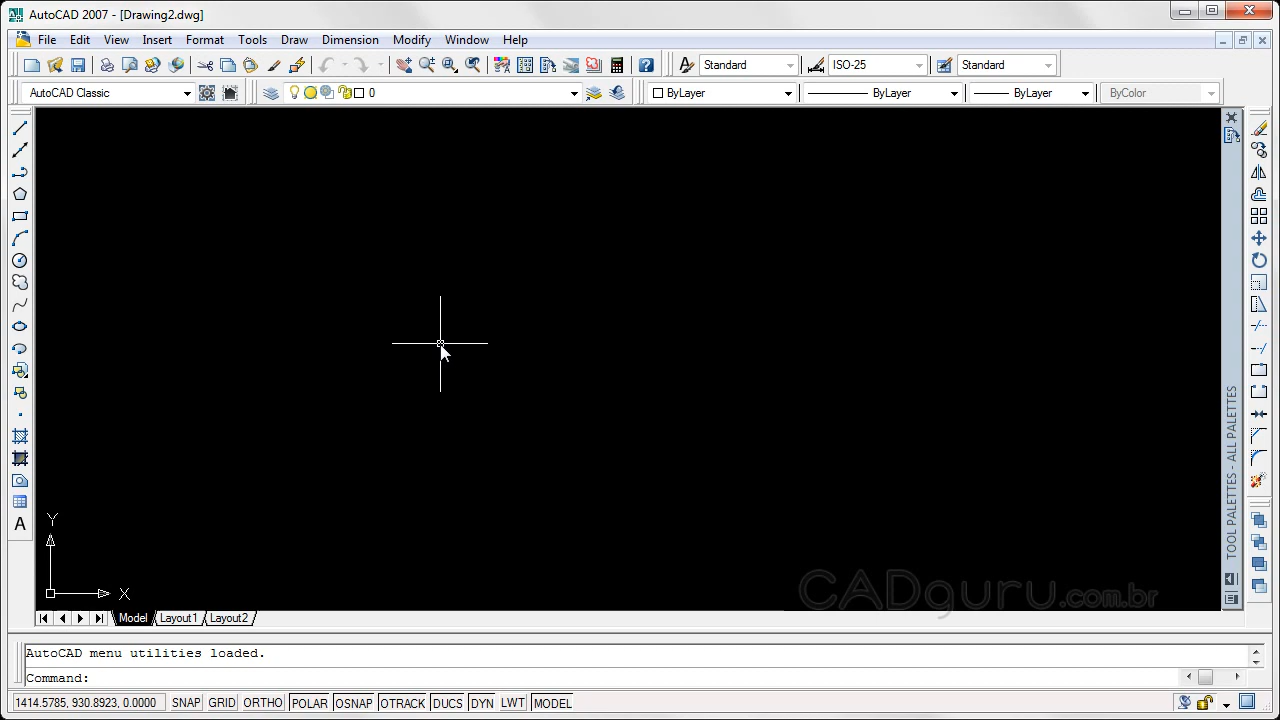 AutoCAD 2007 - [Drawing2.dwg]
File Edit View Insert Format Tools Draw Dimension Modify Window Help
Standard ISO-25 Standard
AutoCAD Classic 0 ByLayer ByLayer ByLayer ByColor
TOOL PALETTES - ALL PALETTES
A
Y
X
CADguru.com.br
Model Layout1 Layout2
AutoCAD menu utilities loaded.
Command:
1414.5785, 930.8923, 0.0000 SNAP GRID ORTHO POLAR OSNAP OTRACK DUCS DYN LWT MODEL